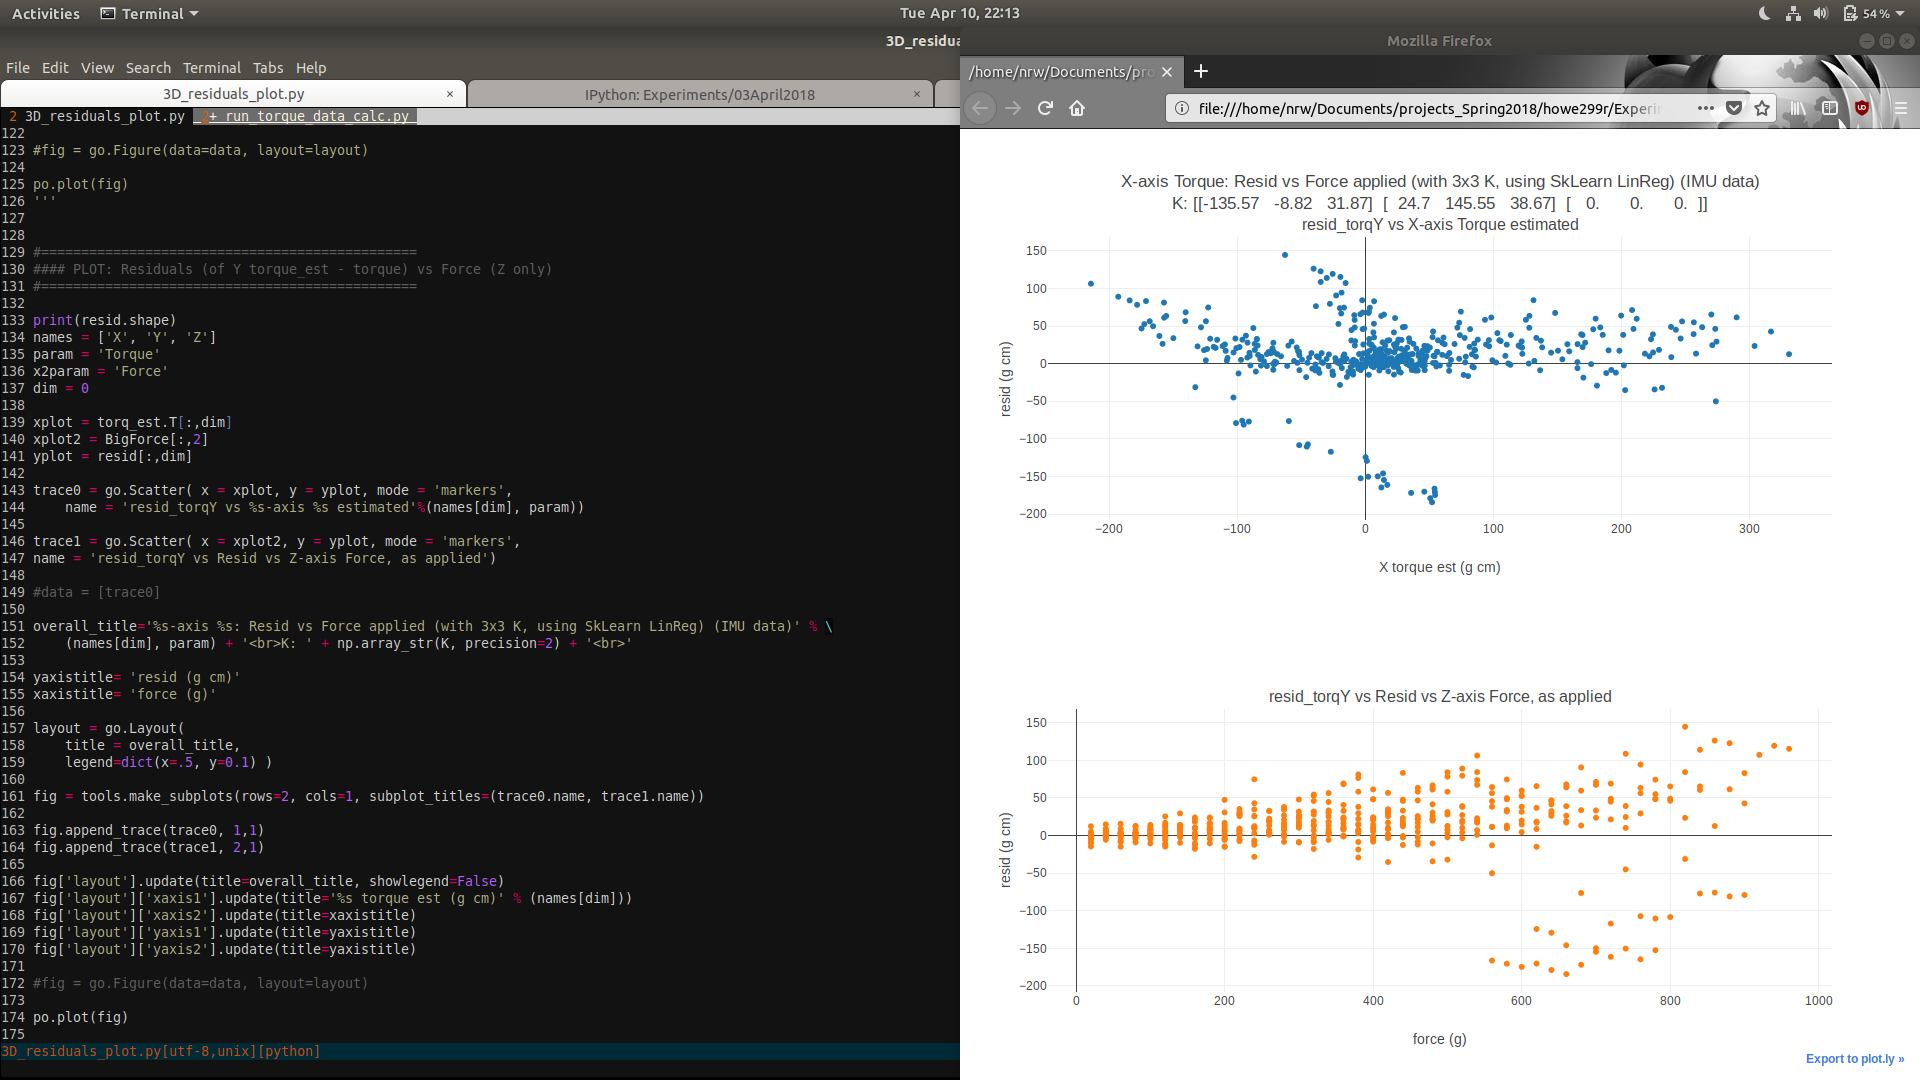 Activities Terminal Tue Apr 10, 22:13 54%
3D_residua
File Edit View Search Terminal Tabs Help
3D_residuals_plot.py × IPython: Experiments/03April2018 ×
2 3D_residuals_plot.py 2+ run_torque_data_calc.py
122
123 #fig = go.Figure(data=data, layout=layout)
124
125 po.plot(fig)
126 '''
127
128
129 #===============================================
130 #### PLOT: Residuals (of Y torque_est - torque) vs Force (Z only)
131 #===============================================
132
133 print(resid.shape)
134 names = ['X', 'Y', 'Z']
135 param = 'Torque'
136 x2param = 'Force'
137 dim = 0
138
139 xplot = torq_est.T[:,dim]
140 xplot2 = BigForce[:,2]
141 yplot = resid[:,dim]
142
143 trace0 = go.Scatter( x = xplot, y = yplot, mode = 'markers',
144     name = 'resid_torqY vs %s-axis %s estimated'%(names[dim], param))
145
146 trace1 = go.Scatter( x = xplot2, y = yplot, mode = 'markers',
147 name = 'resid_torqY vs Resid vs Z-axis Force, as applied')
148
149 #data = [trace0]
150
151 overall_title='%s-axis %s: Resid vs Force applied (with 3x3 K, using SkLearn LinReg) (IMU data)' % \
152     (names[dim], param) + '<br>K: ' + np.array_str(K, precision=2) + '<br>'
153
154 yaxistitle= 'resid (g cm)'
155 xaxistitle= 'force (g)'
156
157 layout = go.Layout(
158     title = overall_title,
159     legend=dict(x=.5, y=0.1) )
160
161 fig = tools.make_subplots(rows=2, cols=1, subplot_titles=(trace0.name, trace1.name))
162
163 fig.append_trace(trace0, 1,1)
164 fig.append_trace(trace1, 2,1)
165
166 fig['layout'].update(title=overall_title, showlegend=False)
167 fig['layout']['xaxis1'].update(title='%s torque est (g cm)' % (names[dim]))
168 fig['layout']['xaxis2'].update(title=xaxistitle)
169 fig['layout']['yaxis1'].update(title=yaxistitle)
170 fig['layout']['yaxis2'].update(title=yaxistitle)
171
172 #fig = go.Figure(data=data, layout=layout)
173
174 po.plot(fig)
175
3D_residuals_plot.py[utf-8,unix][python]
Mozilla Firefox
/home/nrw/Documents/pro × +
file:///home/nrw/Documents/projects_Spring2018/howe299r/Experim
X-axis Torque: Resid vs Force applied (with 3x3 K, using SkLearn LinReg) (IMU data)
K: [[-135.57 -8.82 31.87] [ 24.7 145.55 38.67] [ 0. 0. 0. ]]
resid_torqY vs X-axis Torque estimated
150
100
50
0
−50
−100
−150
−200
resid (g cm)
−200 −100 0 100 200 300
X torque est (g cm)
resid_torqY vs Resid vs Z-axis Force, as applied
150
100
50
0
−50
−100
−150
−200
resid (g cm)
0 200 400 600 800 1000
force (g)
Export to plot.ly »